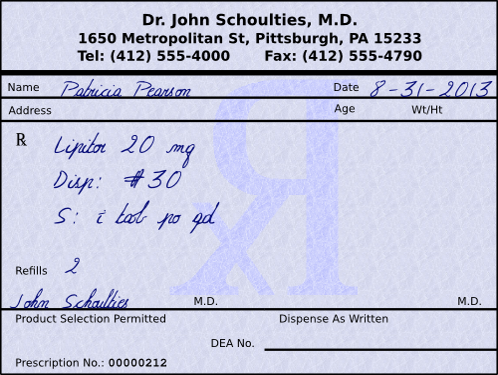 Dr. John Schoulties, M.D.
1650 Metropolitan St, Pittsburgh, PA 15233
Tel: (412) 555-4000 Fax: (412) 555-4790
Name Patricia Pearson Date 8-31-2013
Address Age Wt/Ht
℞ Lipitor 20 mg
Disp: #30
S: i tab po qd
Refills 2
John Schoulties M.D. M.D.
Product Selection Permitted Dispense As Written
DEA No.
Prescription No.: 00000212